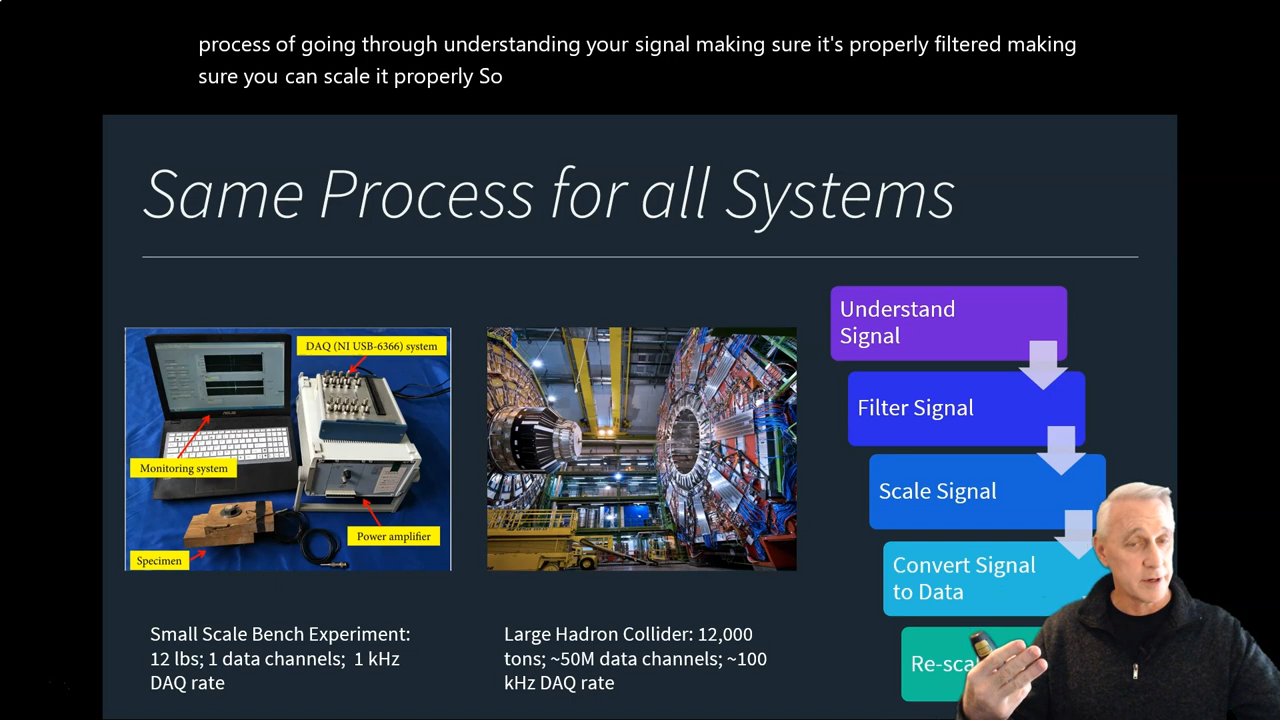 process of going through understanding your signal making sure it's properly filtered making
sure you can scale it properly So
Same Process for all Systems
DAQ (NI USB-6366) system
Monitoring system
Power amplifier
Specimen
Small Scale Bench Experiment:
12 lbs; 1 data channels; 1 kHz
DAQ rate
Large Hadron Collider: 12,000
tons; ~50M data channels; ~100
kHz DAQ rate
Understand
Signal
Filter Signal
Scale Signal
Convert Signal
to Data